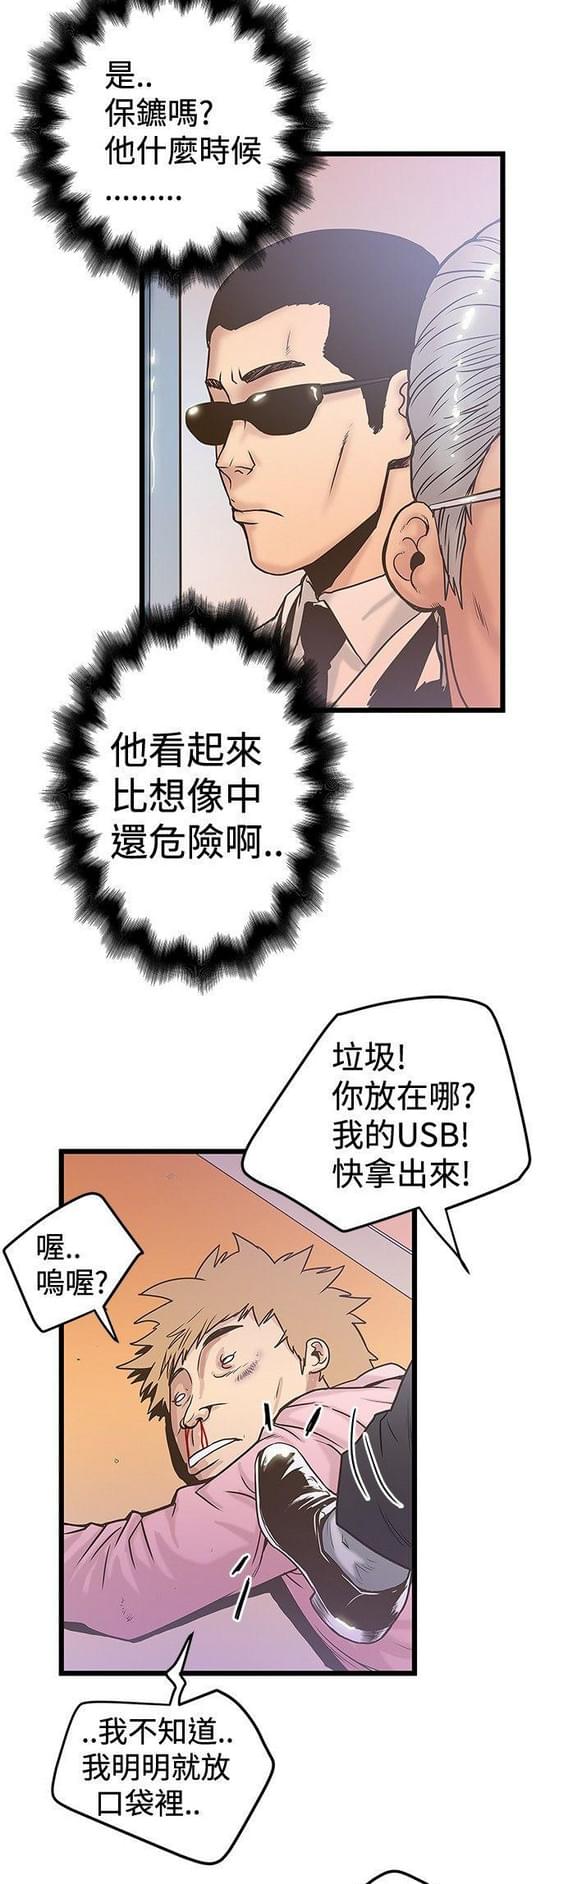 是..
保鑣嗎?
他什麼時候
.........
他看起來
比想像中
還危險啊..
垃圾!
你放在哪?
我的USB!
快拿出來!
喔..
嗚喔?
..我不知道..
我明明就放
口袋裡..